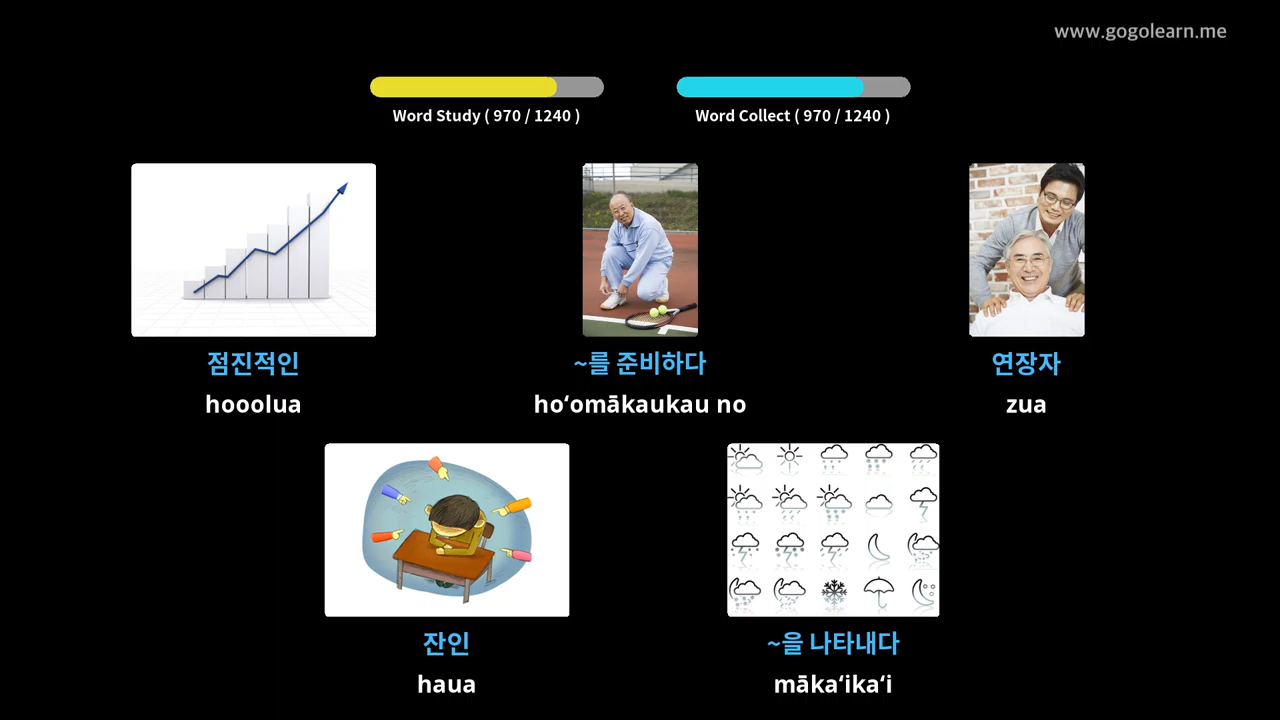 www.gogolearn.me
Word Study ( 970 / 1240 )
Word Collect ( 970 / 1240 )
점진적인
hooolua
~를 준비하다
hoʻomākaukau no
연장자
zua
잔인
haua
~을 나타내다
mākaʻikaʻi